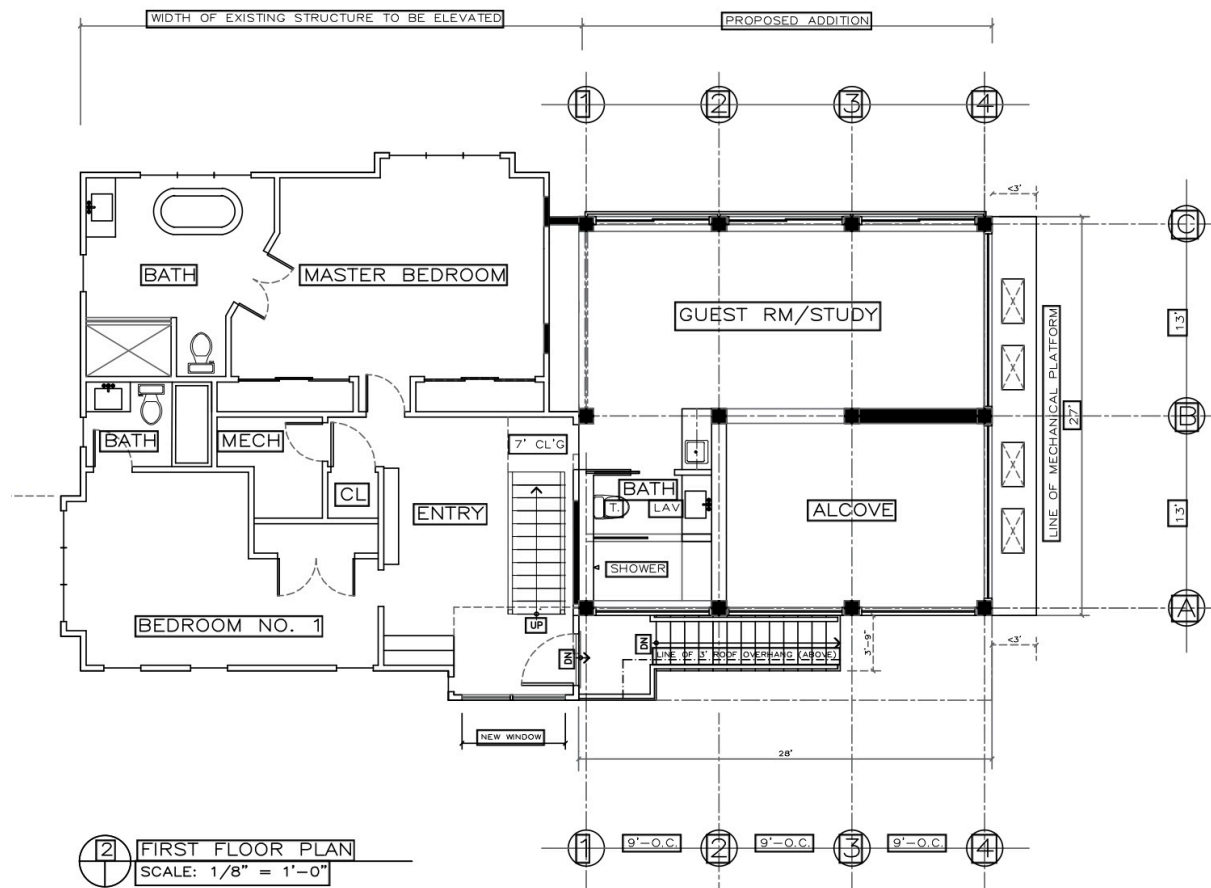 WIDTH OF EXISTING STRUCTURE TO BE ELEVATED
PROPOSED ADDITION
1
2
3
4
<3'
C
BATH
MASTER BEDROOM
GUEST RM/STUDY
13'
LINE OF MECHANICAL PLATFORM
27'
B
BATH
MECH
7' CL'G
CL
ENTRY
BATH
T.
LAV
ALCOVE
13'
SHOWER
A
BEDROOM NO. 1
UP
DN
DN
LINE OF 3' ROOF OVERHANG (ABOVE)
3'-9"
<3'
NEW WINDOW
28'
1
9'-O.C.
2
9'-O.C.
3
9'-O.C.
4
2
FIRST FLOOR PLAN
SCALE: 1/8" = 1'-0"